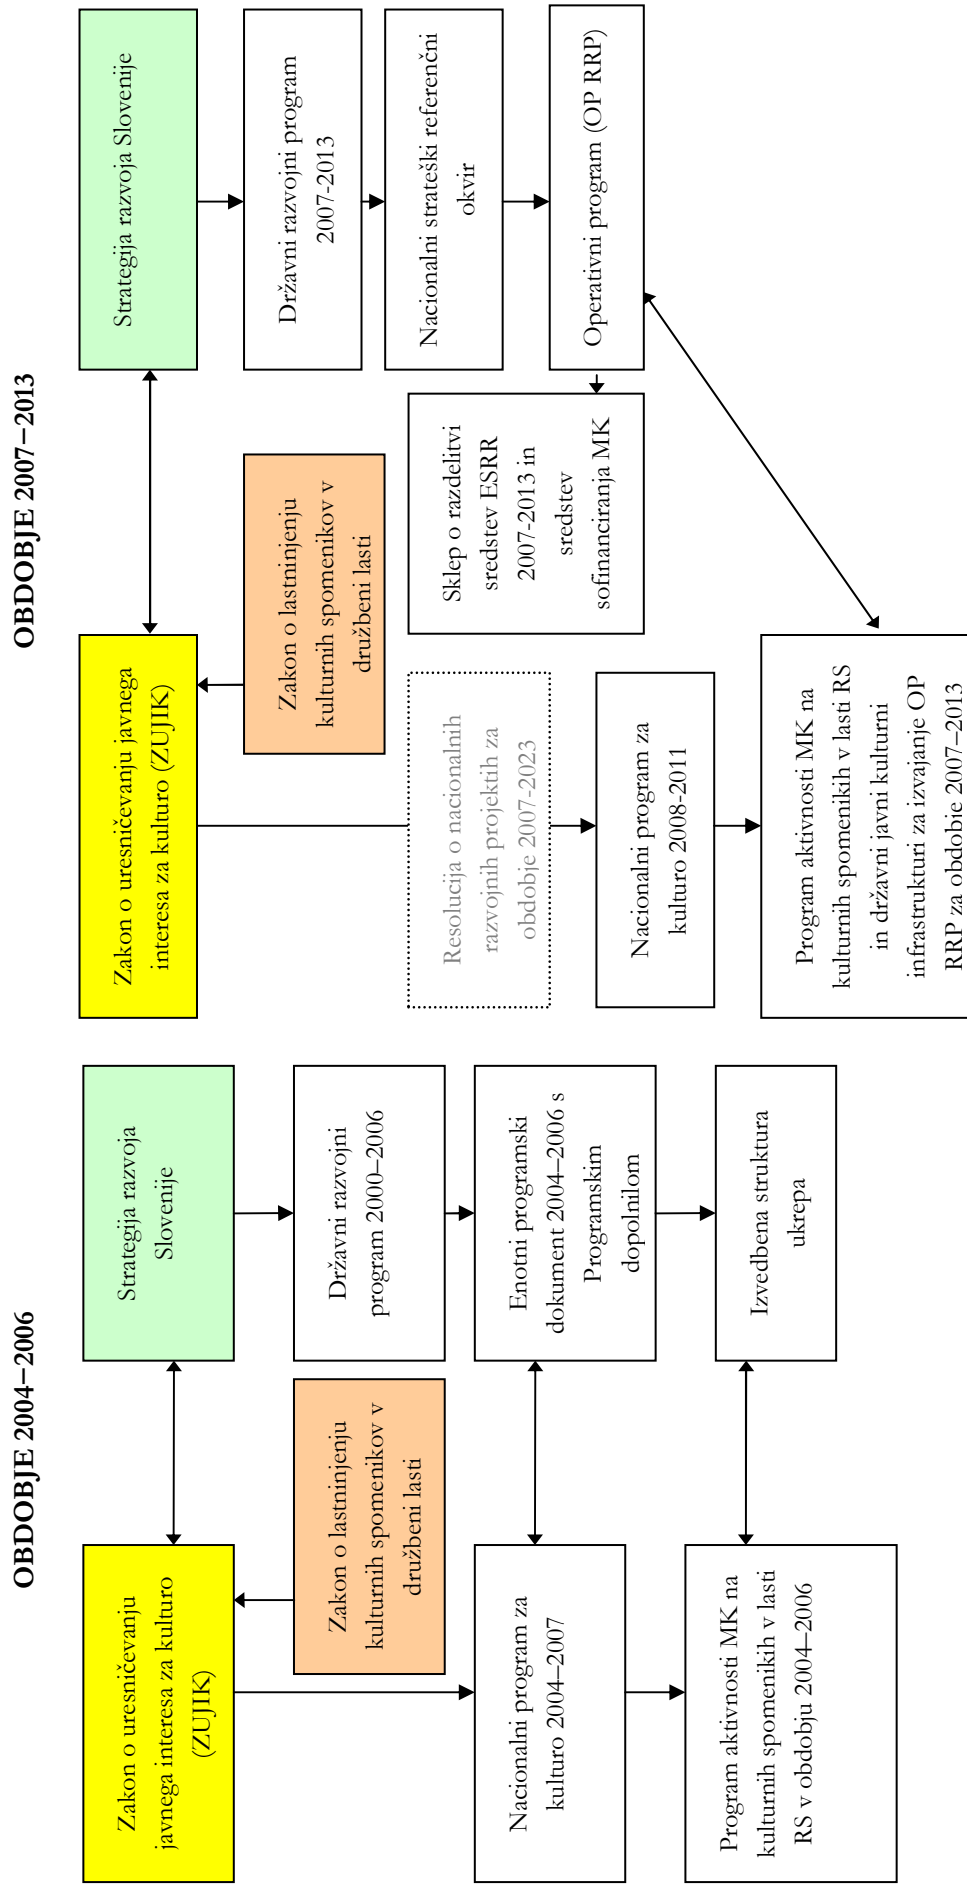 OBDOBJE 2004–2006
Zakon o uresničevanju
javnega interesa za kulturo
(ZUJIK)
Strategija razvoja
Slovenije
Zakon o lastninjenju
kulturnih spomenikov v
družbeni lasti
Državni razvojni
program 2000–2006
Nacionalni program za
kulturo 2004–2007
Enotni programski
dokument 2004–2006 s
Programskim
dopolnilom
Program aktivnosti MK na
kulturnih spomenikih v lasti
RS v obdobju 2004–2006
Izvedbena struktura
ukrepa
OBDOBJE 2007–2013
Zakon o uresničevanju javnega
interesa za kulturo (ZUJIK)
Strategija razvoja Slovenije
Zakon o lastninjenju
kulturnih spomenikov v
družbeni lasti
Državni razvojni program
2007-2013
Resolucija o nacionalnih
razvojnih projektih za
obdobje 2007-2023
Sklep o razdelitvi
sredstev ESRR
2007-2013 in
sredstev
sofinanciranja MK
Nacionalni strateški referenčni
okvir
Nacionalni program za
kulturo 2008-2011
Operativni program (OP RRP)
Program aktivnosti MK na
kulturnih spomenikih v lasti RS
in državni javni kulturni
infrastrukturi za izvajanje OP
RRP za obdobje 2007–2013